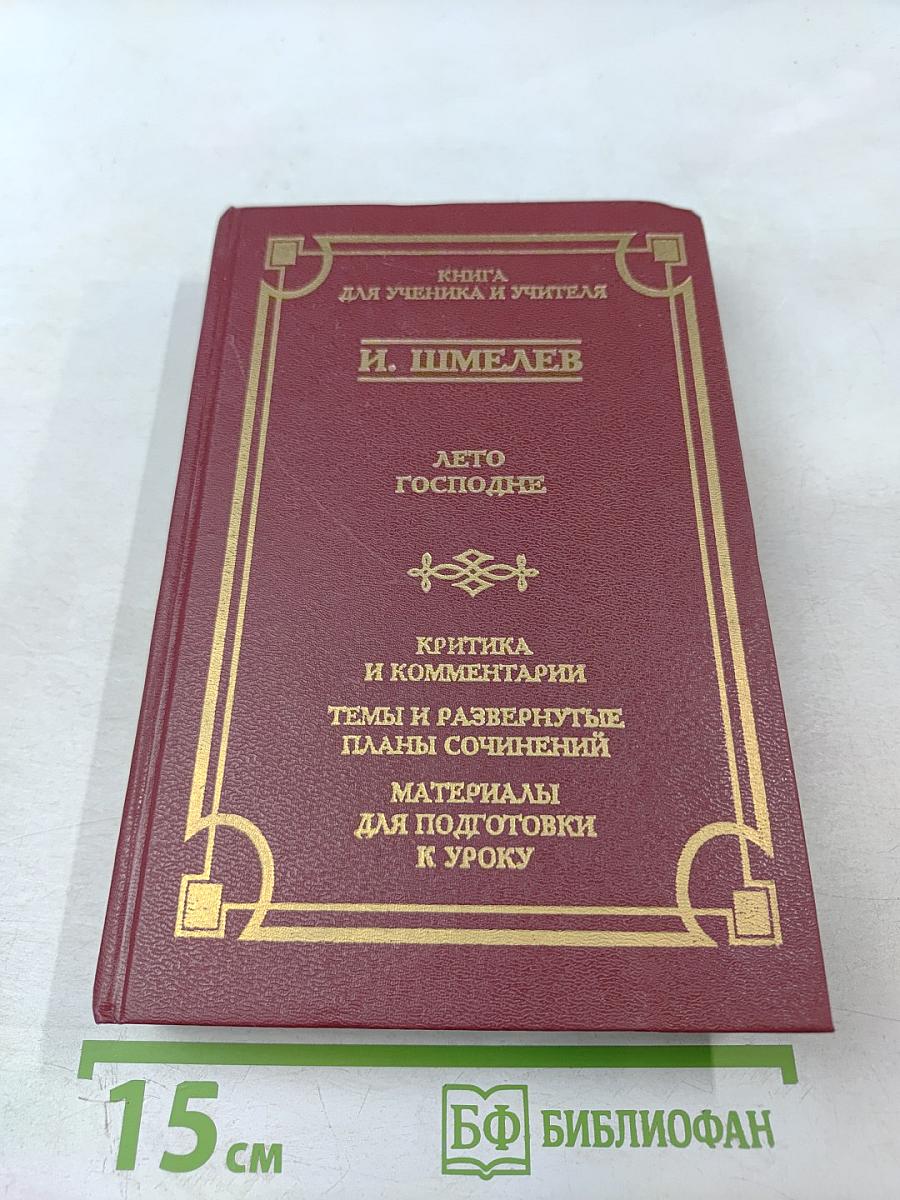 КНИГА
ДЛЯ УЧЕНИКА И УЧИТЕЛЯ
И. ШМЕЛЕВ
ЛЕТО
ГОСПОДНЕ
КРИТИКА
И КОММЕНТАРИИ
ТЕМЫ И РАЗВЕРНУТЫЕ
ПЛАНЫ СОЧИНЕНИЙ
МАТЕРИАЛЫ
ДЛЯ ПОДГОТОВКИ
К УРОКУ
15 см
БФ БИБЛИОФАН